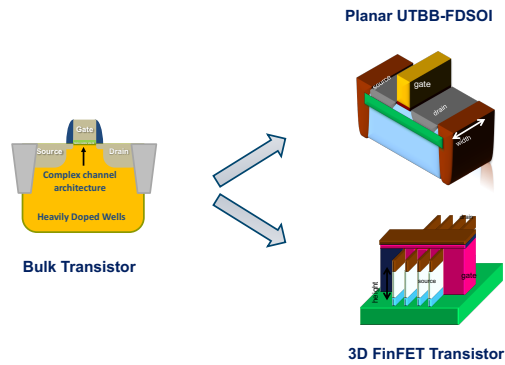 Planar UTBB-FDSOI
source
gate
drain
width
Gate
Source
Drain
Complex channel
architecture
Heavily Doped Wells
Bulk Transistor
drain
gate
source
height
3D FinFET Transistor